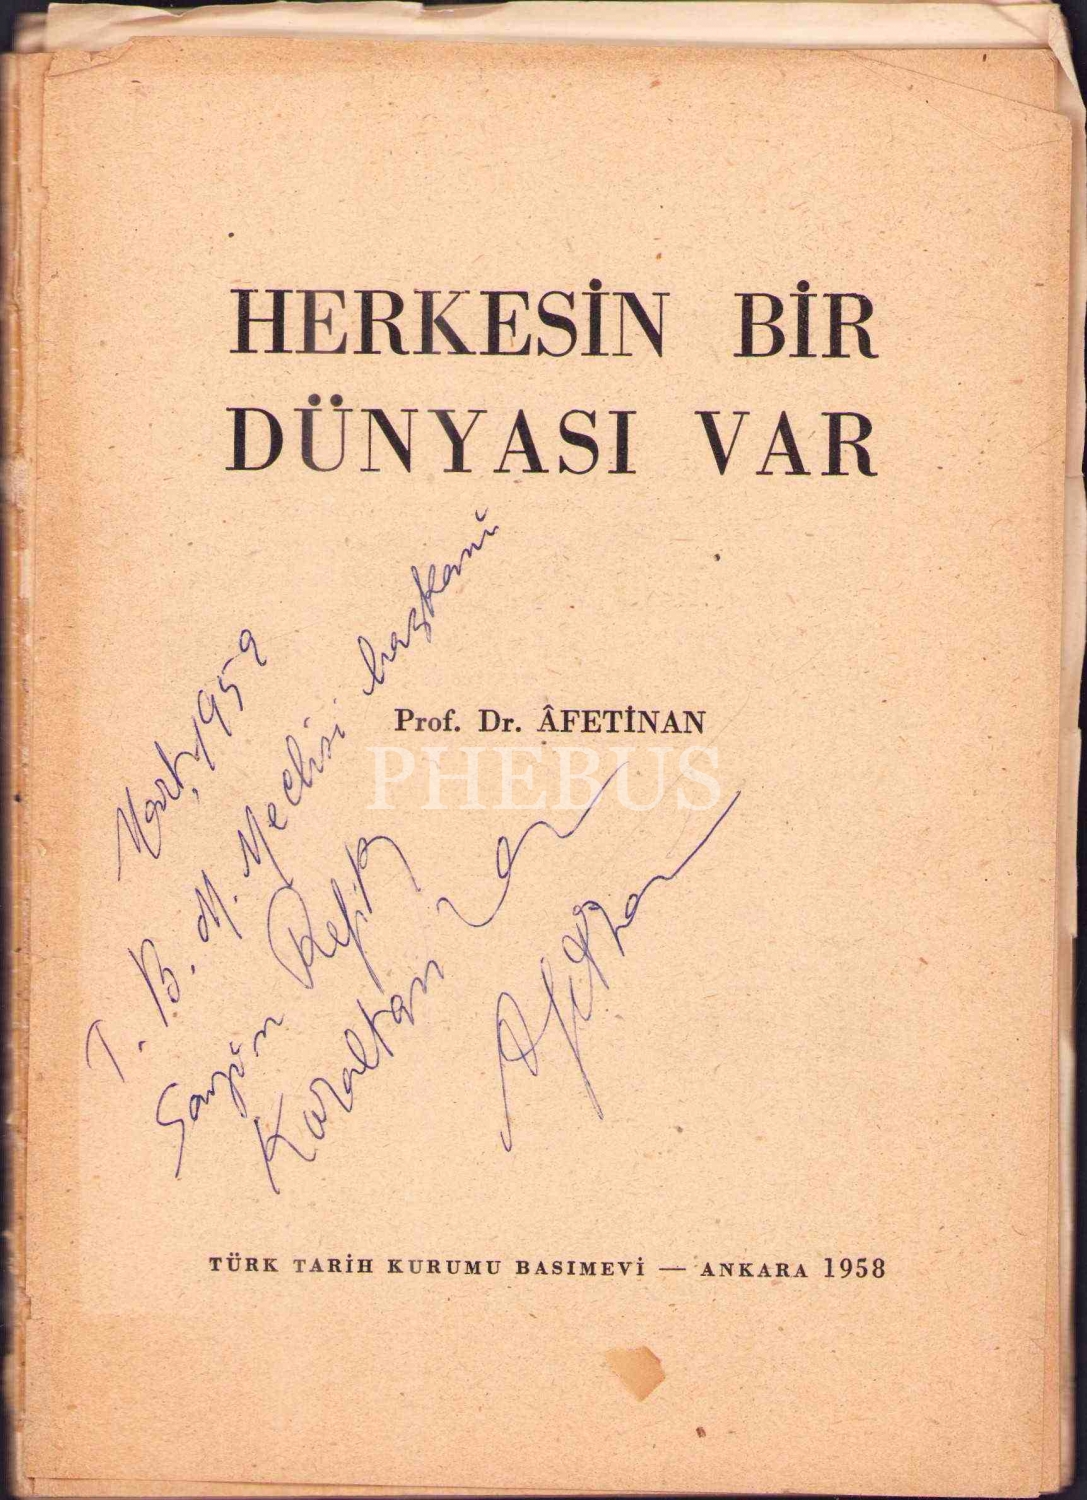 HERKESİN BİR
DÜNYASI VAR
Prof. Dr. ÂFETİNAN
PHEBUS
Mart, 1959
T. B. M. Meclisi başkanı
Sayın Refik
Koraltan
Afetinan
TÜRK TARİH KURUMU BASIMEVİ — ANKARA 1958